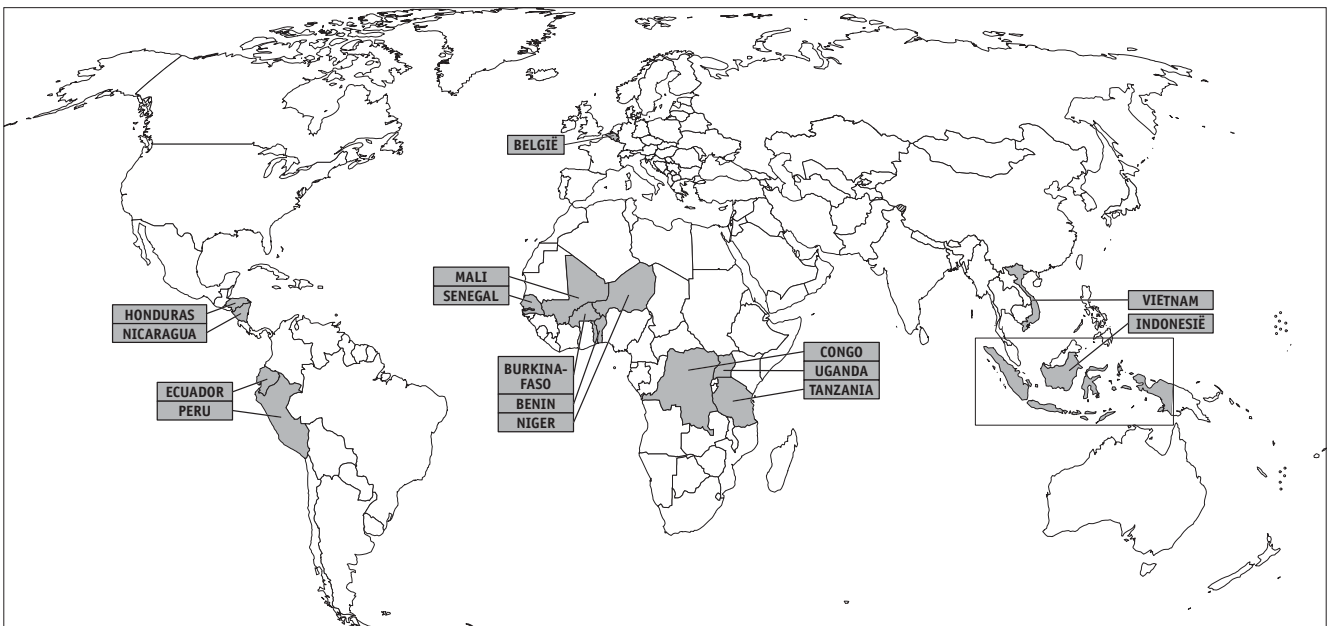 BELGIË
MALI
SENEGAL
HONDURAS
NICARAGUA
VIETNAM
INDONESIË
ECUADOR
PERU
BURKINA-
FASO
BENIN
NIGER
CONGO
UGANDA
TANZANIA